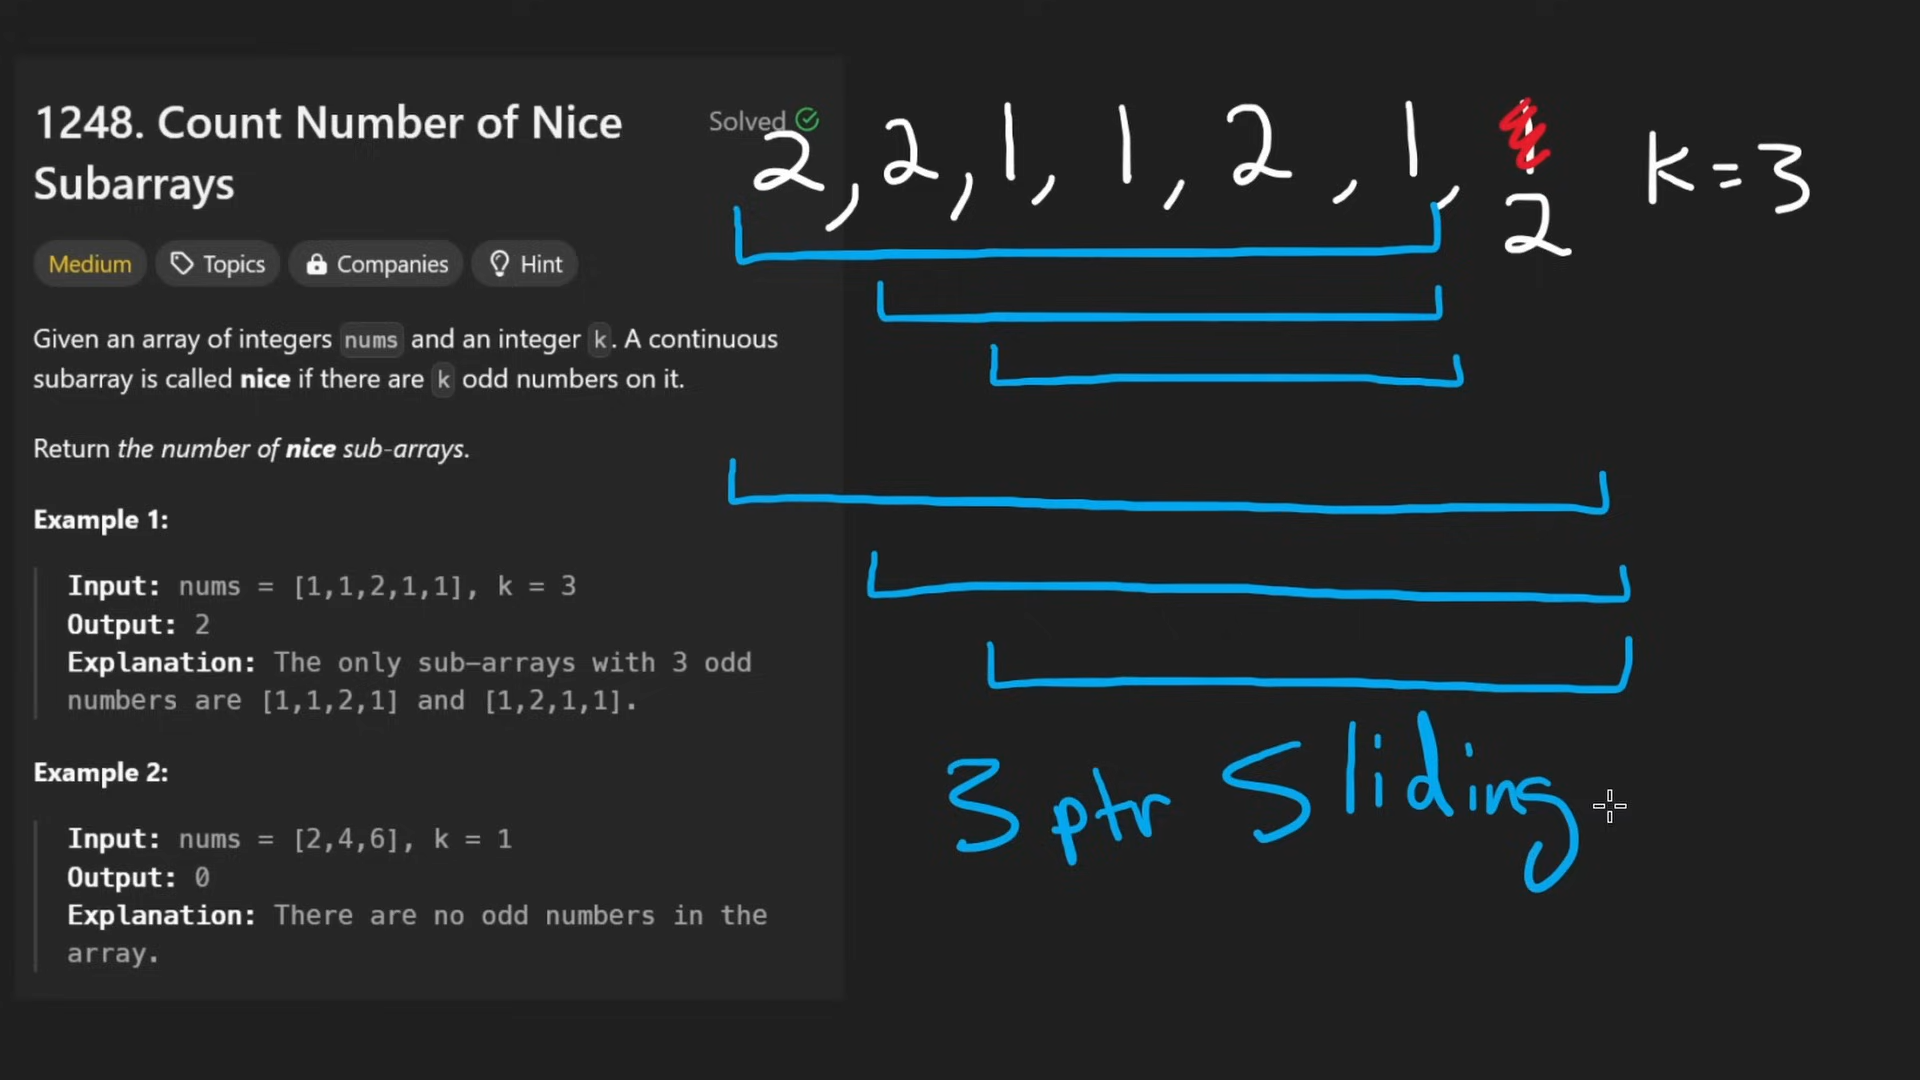 1248. Count Number of Nice Subarrays
Solved
Medium
Topics
Companies
Hint
Given an array of integers nums and an integer k. A continuous
subarray is called nice if there are k odd numbers on it.
Return the number of nice sub-arrays.
Example 1:
Input: nums = [1,1,2,1,1], k = 3
Output: 2
Explanation: The only sub-arrays with 3 odd
numbers are [1,1,2,1] and [1,2,1,1].
Example 2:
Input: nums = [2,4,6], k = 1
Output: 0
Explanation: There are no odd numbers in the
array.
2, 2, 1, 1, 2, 1,
2
k=3
3 ptr Sliding